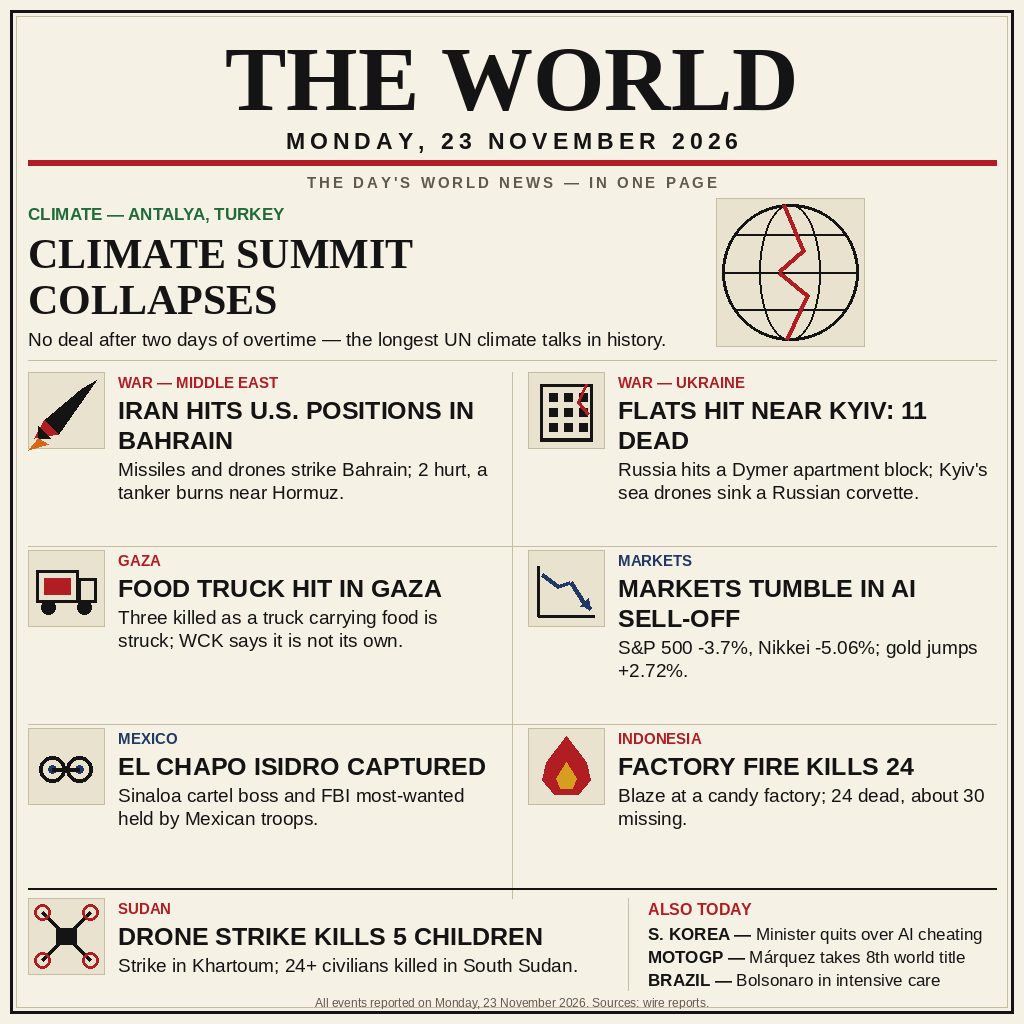 THE WORLD
MONDAY, 23 NOVEMBER 2026
THE DAY'S WORLD NEWS — IN ONE PAGE
CLIMATE — ANTALYA, TURKEY
CLIMATE SUMMIT
COLLAPSES
No deal after two days of overtime — the longest UN climate talks in history.
WAR — MIDDLE EAST
IRAN HITS U.S. POSITIONS IN
BAHRAIN
Missiles and drones strike Bahrain; 2 hurt, a
tanker burns near Hormuz.
WAR — UKRAINE
FLATS HIT NEAR KYIV: 11
DEAD
Russia hits a Dymer apartment block; Kyiv's
sea drones sink a Russian corvette.
GAZA
FOOD TRUCK HIT IN GAZA
Three killed as a truck carrying food is
struck; WCK says it is not its own.
MARKETS
MARKETS TUMBLE IN AI
SELL-OFF
S&P 500 -3.7%, Nikkei -5.06%; gold jumps
+2.72%.
MEXICO
EL CHAPO ISIDRO CAPTURED
Sinaloa cartel boss and FBI most-wanted
held by Mexican troops.
INDONESIA
FACTORY FIRE KILLS 24
Blaze at a candy factory; 24 dead, about 30
missing.
SUDAN
DRONE STRIKE KILLS 5 CHILDREN
Strike in Khartoum; 24+ civilians killed in South Sudan.
ALSO TODAY
S. KOREA — Minister quits over AI cheating
MOTOGP — Márquez takes 8th world title
BRAZIL — Bolsonaro in intensive care
All events reported on Monday, 23 November 2026. Sources: wire reports.